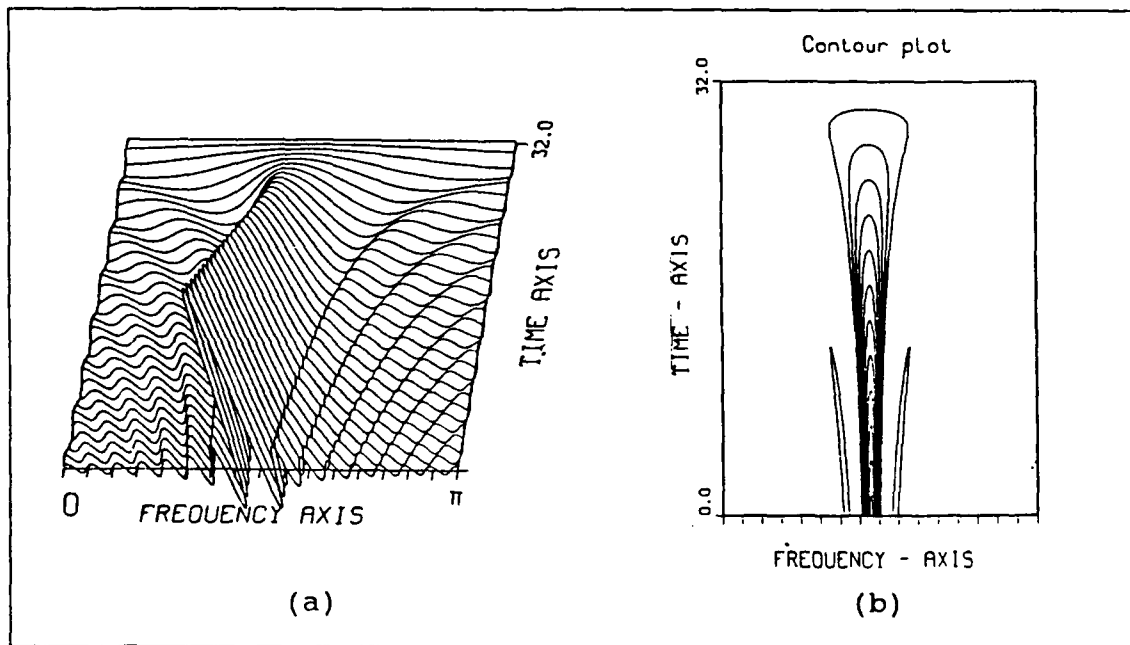 32.0
TIME AXIS
0
π
FREQUENCY AXIS
(a)
Contour plot
32.0
TIME - AXIS
0.0
FREQUENCY - AXIS
(b)